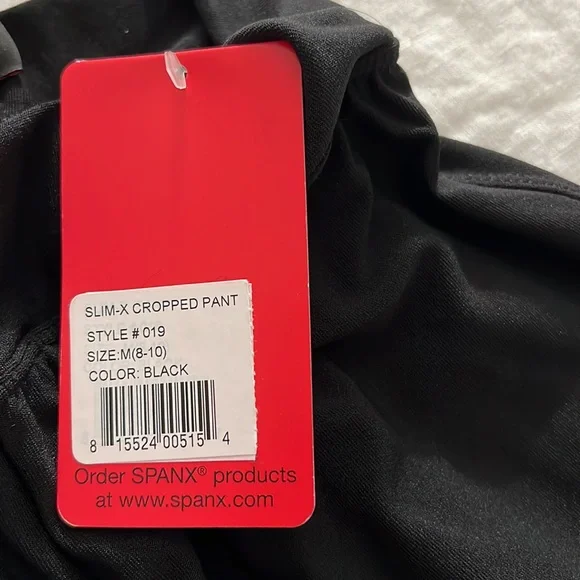 SLIM-X CROPPED PANT
STYLE # 019
SIZE:M(8-10)
COLOR: BLACK
8 15524 00515 4
Order SPANX® products
at www.spanx.com